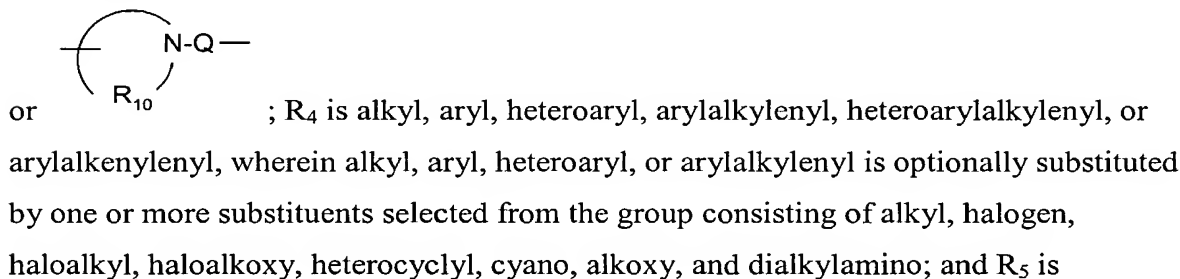 N-Q—
R₁₀
or ; R₄ is alkyl, aryl, heteroaryl, arylalkylenyl, heteroarylalkylenyl, or
arylalkenylenyl, wherein alkyl, aryl, heteroaryl, or arylalkylenyl is optionally substituted
by one or more substituents selected from the group consisting of alkyl, halogen,
haloalkyl, haloalkoxy, heterocyclyl, cyano, alkoxy, and dialkylamino; and R₅ is